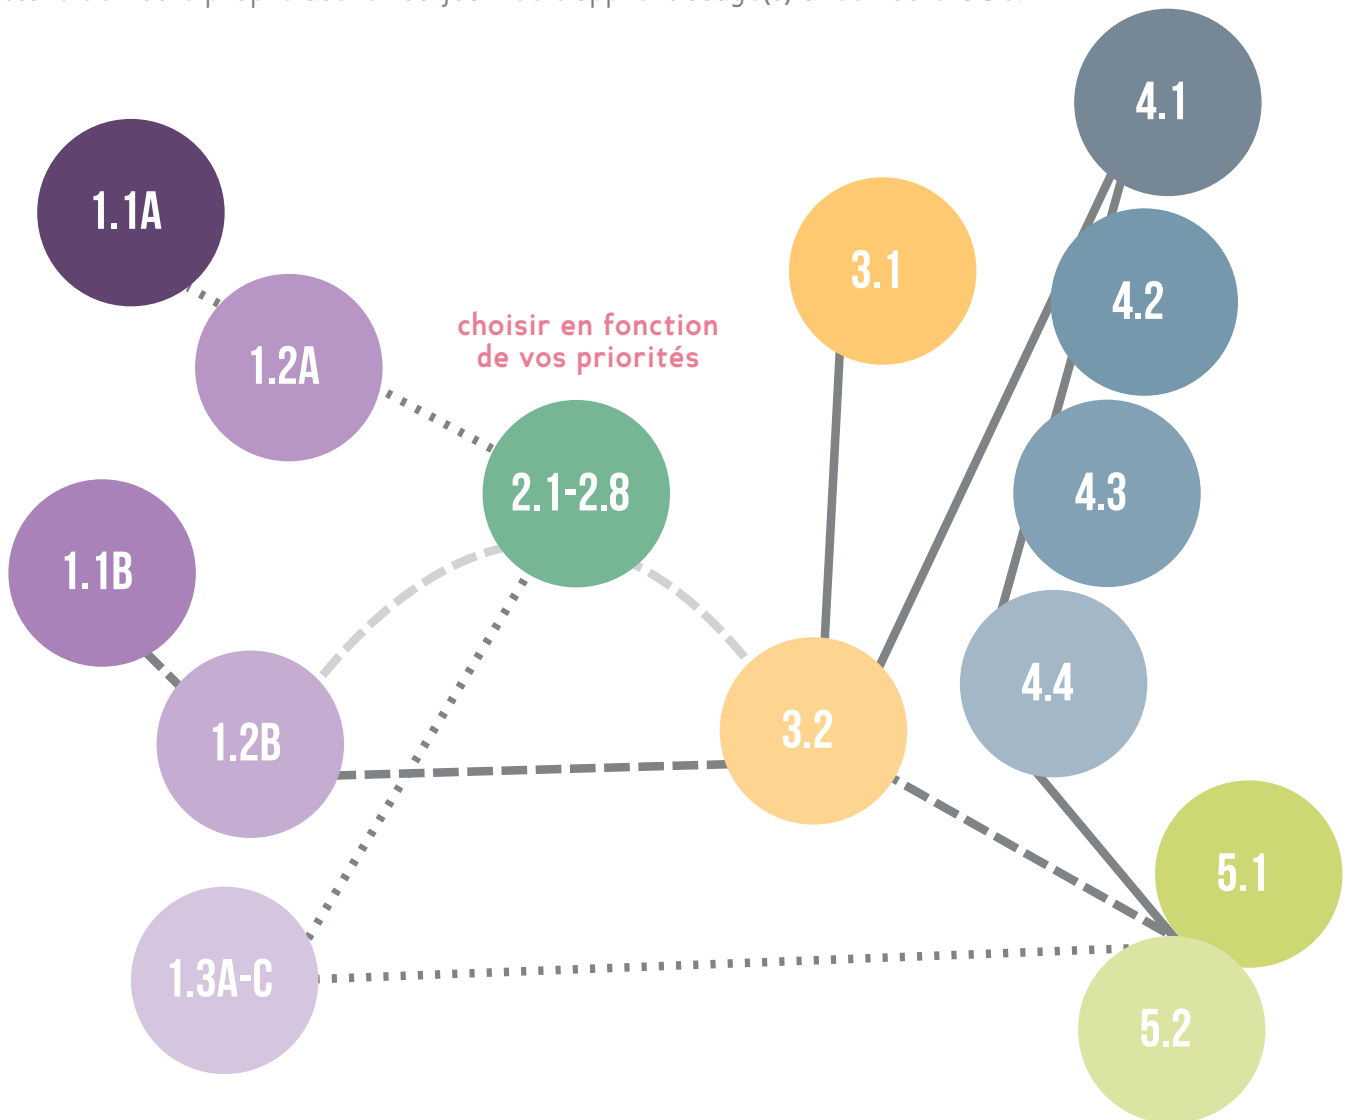 4.1
1.1A
3.1
4.2
choisir en fonction
de vos priorités
1.2A
2.1-2.8
4.3
1.1B
4.4
3.2
1.2B
5.1
1.3A-C
5.2